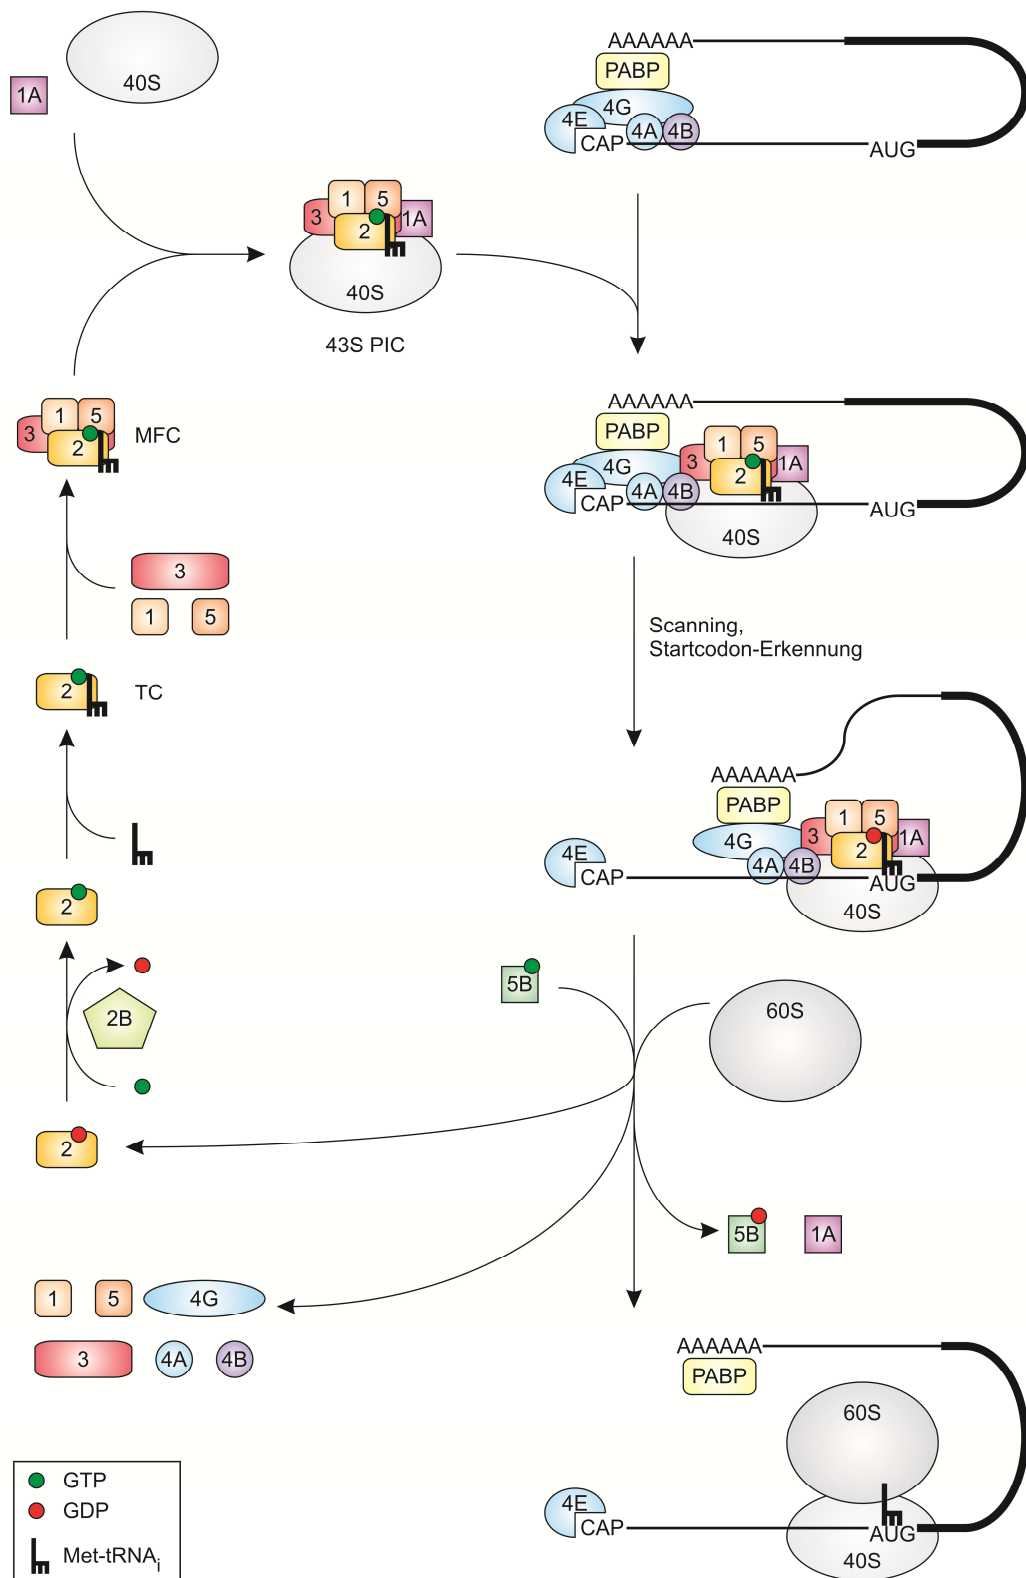 40S
1A
AAAAAA
PABP
4G
4E
CAP
4A
4B
AUG
1
5
3
2
1A
40S
43S PIC
1
5
3
2
MFC
AAAAAA
PABP
4G
4E
CAP
4A
4B
3
1
5
2
1A
AUG
40S
3
1
5
Scanning,
Startcodon-Erkennung
2
TC
AAAAAA
PABP
4G
4E
CAP
4A
4B
3
1
5
2
1A
AUG
40S
2
2B
5B
60S
2
5B
1A
1
5
4G
3
4A
4B
AAAAAA
PABP
60S
4E
CAP
AUG
40S
GTP
GDP
Met-tRNAi